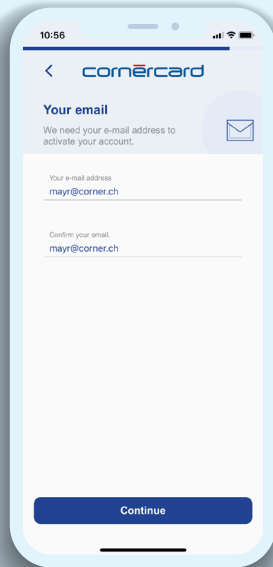 10:56
cornèrcard
Your email
We need your e-mail address to
activate your account.
Your e-mail address
mayr@corner.ch
Confirm your email.
mayr@corner.ch
Continue